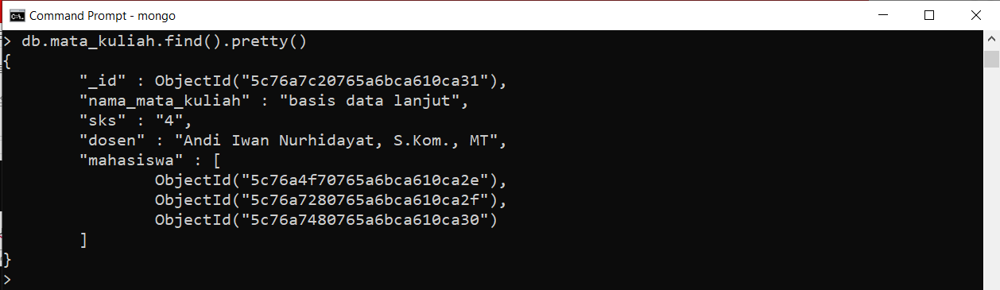 Command Prompt - mongo
> db.mata_kuliah.find().pretty()
{
"_id" : ObjectId("5c76a7c20765a6bca610ca31"),
"nama_mata_kuliah" : "basis data lanjut",
"sks" : "4",
"dosen" : "Andi Iwan Nurhidayat, S.Kom., MT",
"mahasiswa" : [
ObjectId("5c76a4f70765a6bca610ca2e"),
ObjectId("5c76a7280765a6bca610ca2f"),
ObjectId("5c76a7480765a6bca610ca30")
]
}
>